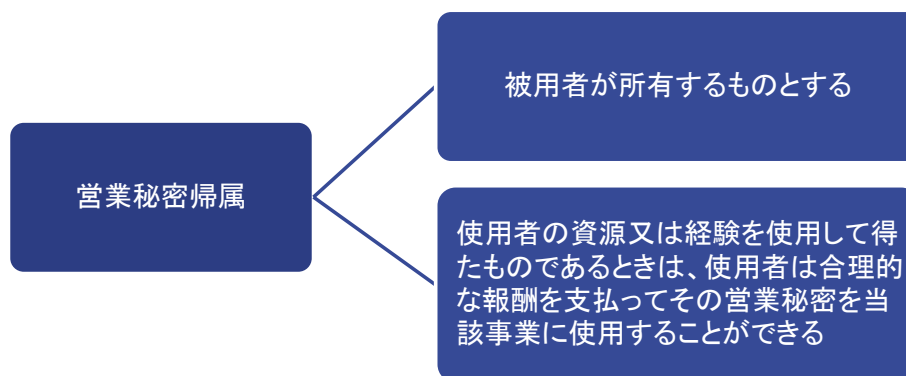 営業秘密帰属
被用者が所有するものとする
使用者の資源又は経験を使用して得
たものであるときは、使用者は合理的
な報酬を支払ってその営業秘密を当
該事業に使用することができる